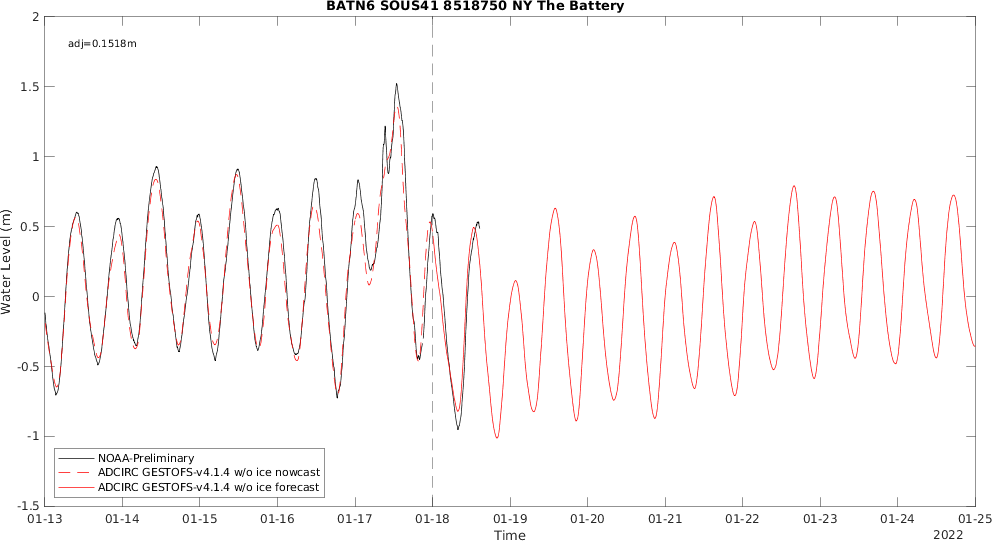 BATN6 SOUS41 8518750 NY The Battery
adj=0.1518m
2
1.5
1
0.5
0
-0.5
-1
-1.5
Water Level (m)
NOAA-Preliminary
ADCIRC GESTOFS-v4.1.4 w/o ice nowcast
ADCIRC GESTOFS-v4.1.4 w/o ice forecast
01-13 01-14 01-15 01-16 01-17 01-18 01-19 01-20 01-21 01-22 01-23 01-24 01-25
Time
2022